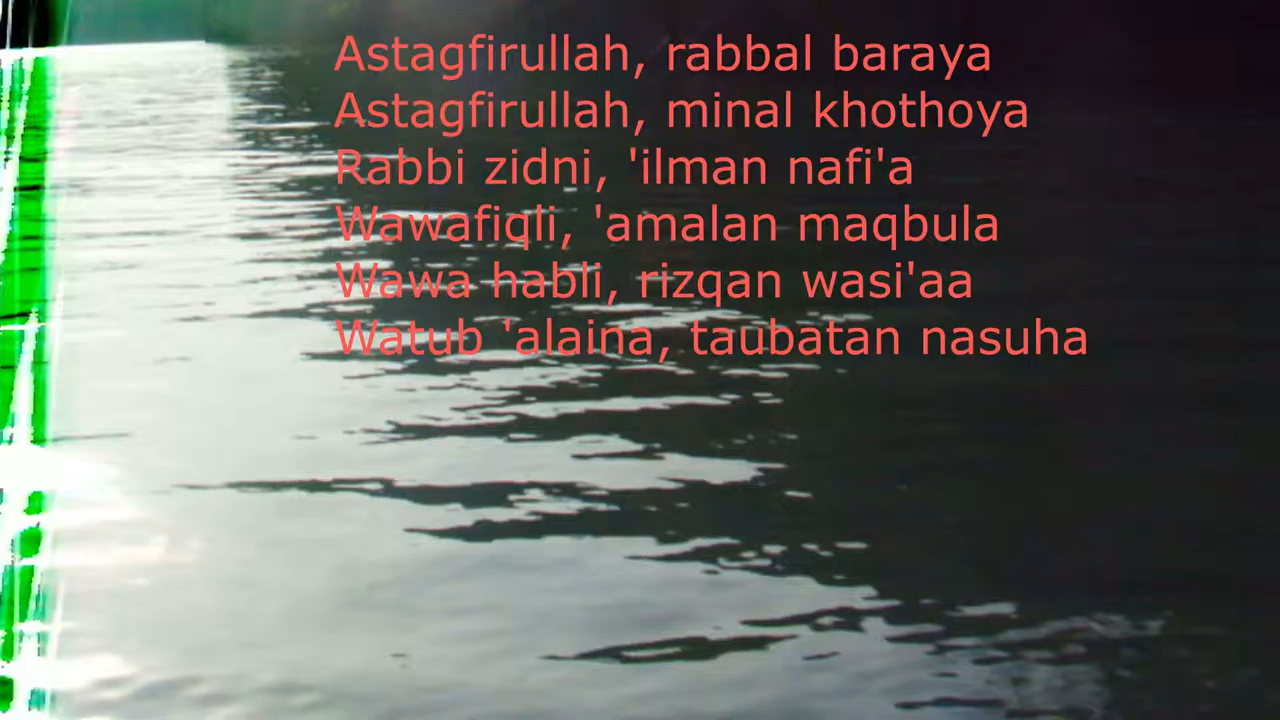 Astagfirullah, rabbal baraya
Astagfirullah, minal khothoya
Rabbi zidni, 'ilman nafi'a
Wawafiqli, 'amalan maqbula
Wawa habli, rizqan wasi'aa
Watub 'alaina, taubatan nasuha